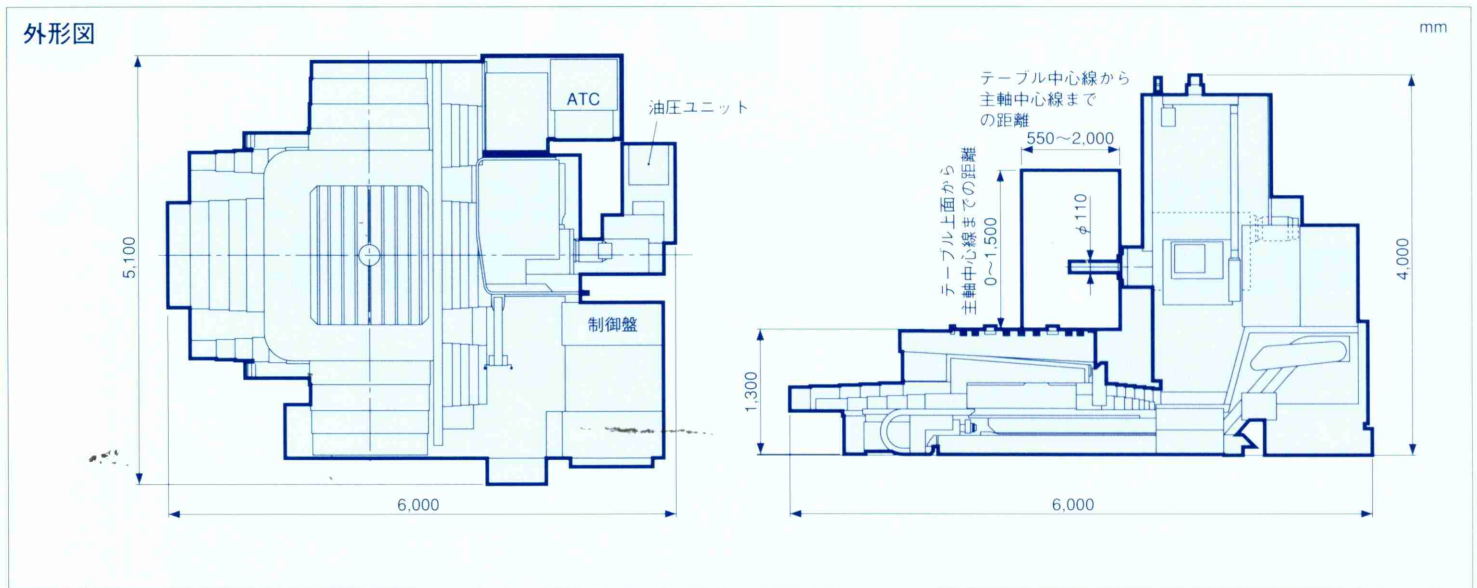 外形図
mm
ATC
油圧ユニット
5,100
制御盤
6,000
テーブル中心線から
主軸中心線まで
の距離
550～2,000
テーブル上面から
主軸中心線までの距離
0～1,500
φ110
4,000
1,300
6,000